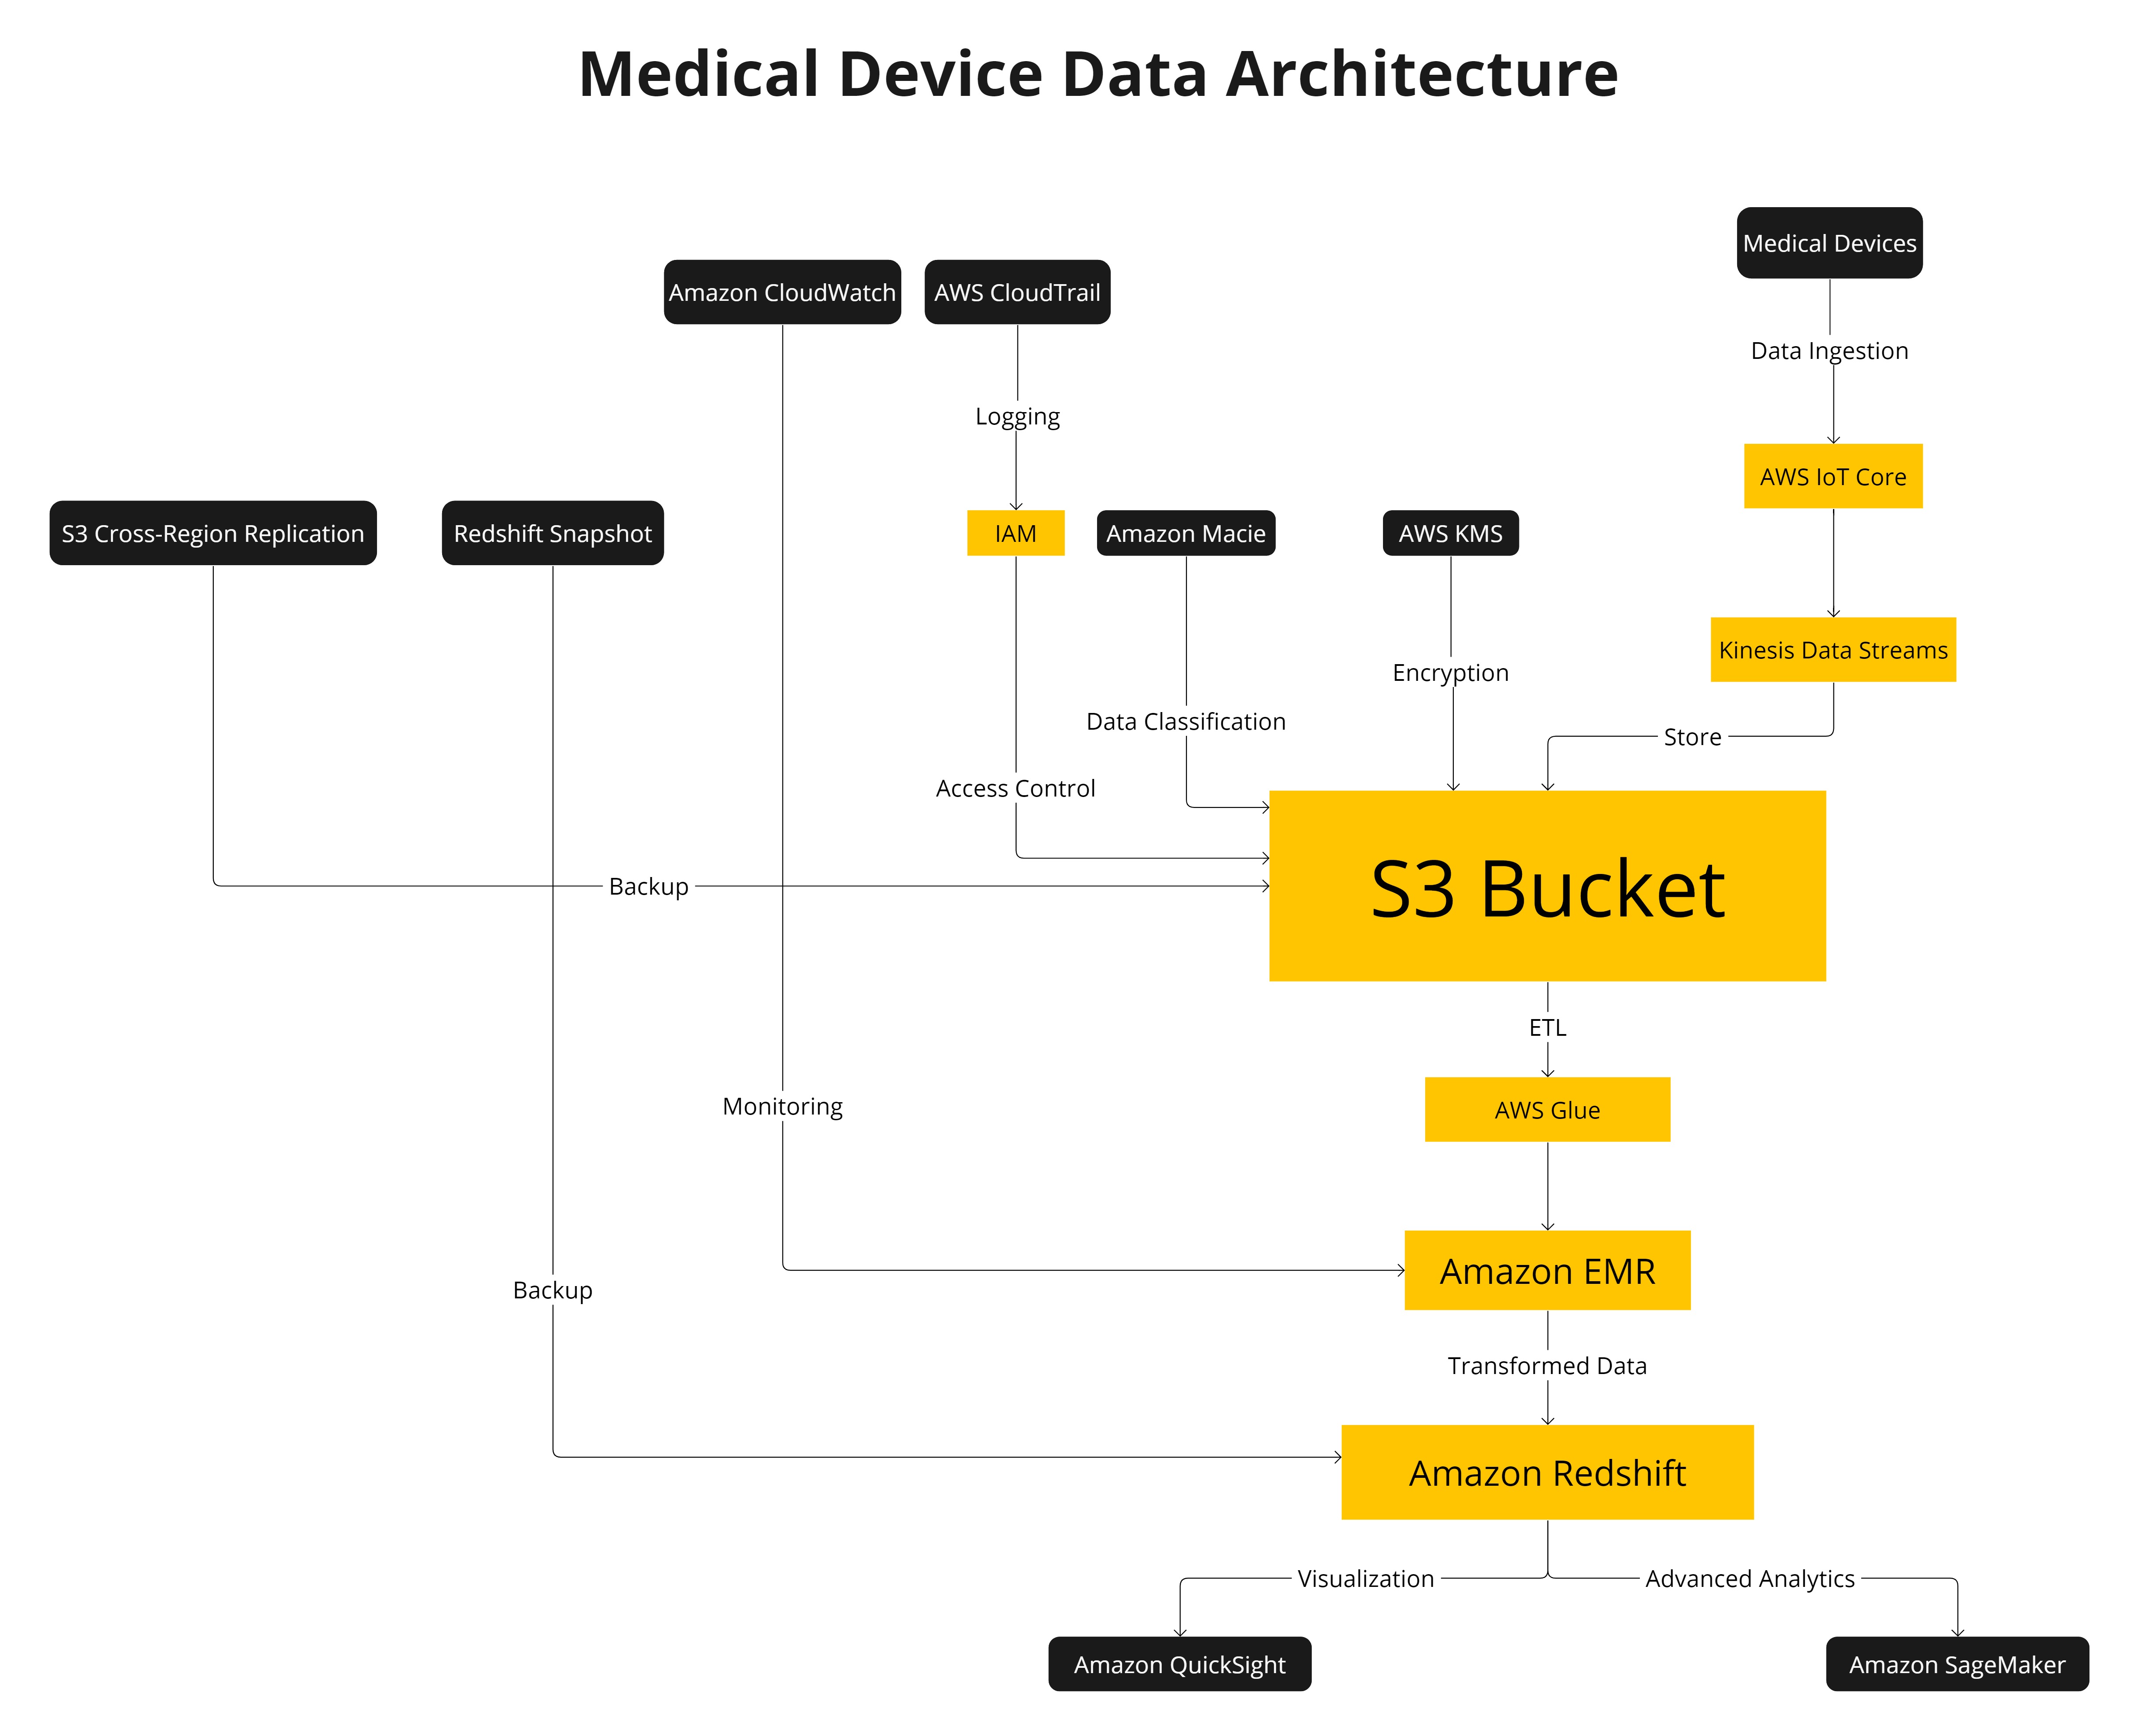 Medical Device Data Architecture
Medical Devices
Amazon CloudWatch
AWS CloudTrail
Data Ingestion
Logging
AWS IoT Core
S3 Cross-Region Replication
Redshift Snapshot
IAM
Amazon Macie
AWS KMS
Kinesis Data Streams
Encryption
Data Classification
Store
Access Control
Backup
S3 Bucket
ETL
Monitoring
AWS Glue
Amazon EMR
Backup
Transformed Data
Amazon Redshift
Visualization
Advanced Analytics
Amazon QuickSight
Amazon SageMaker